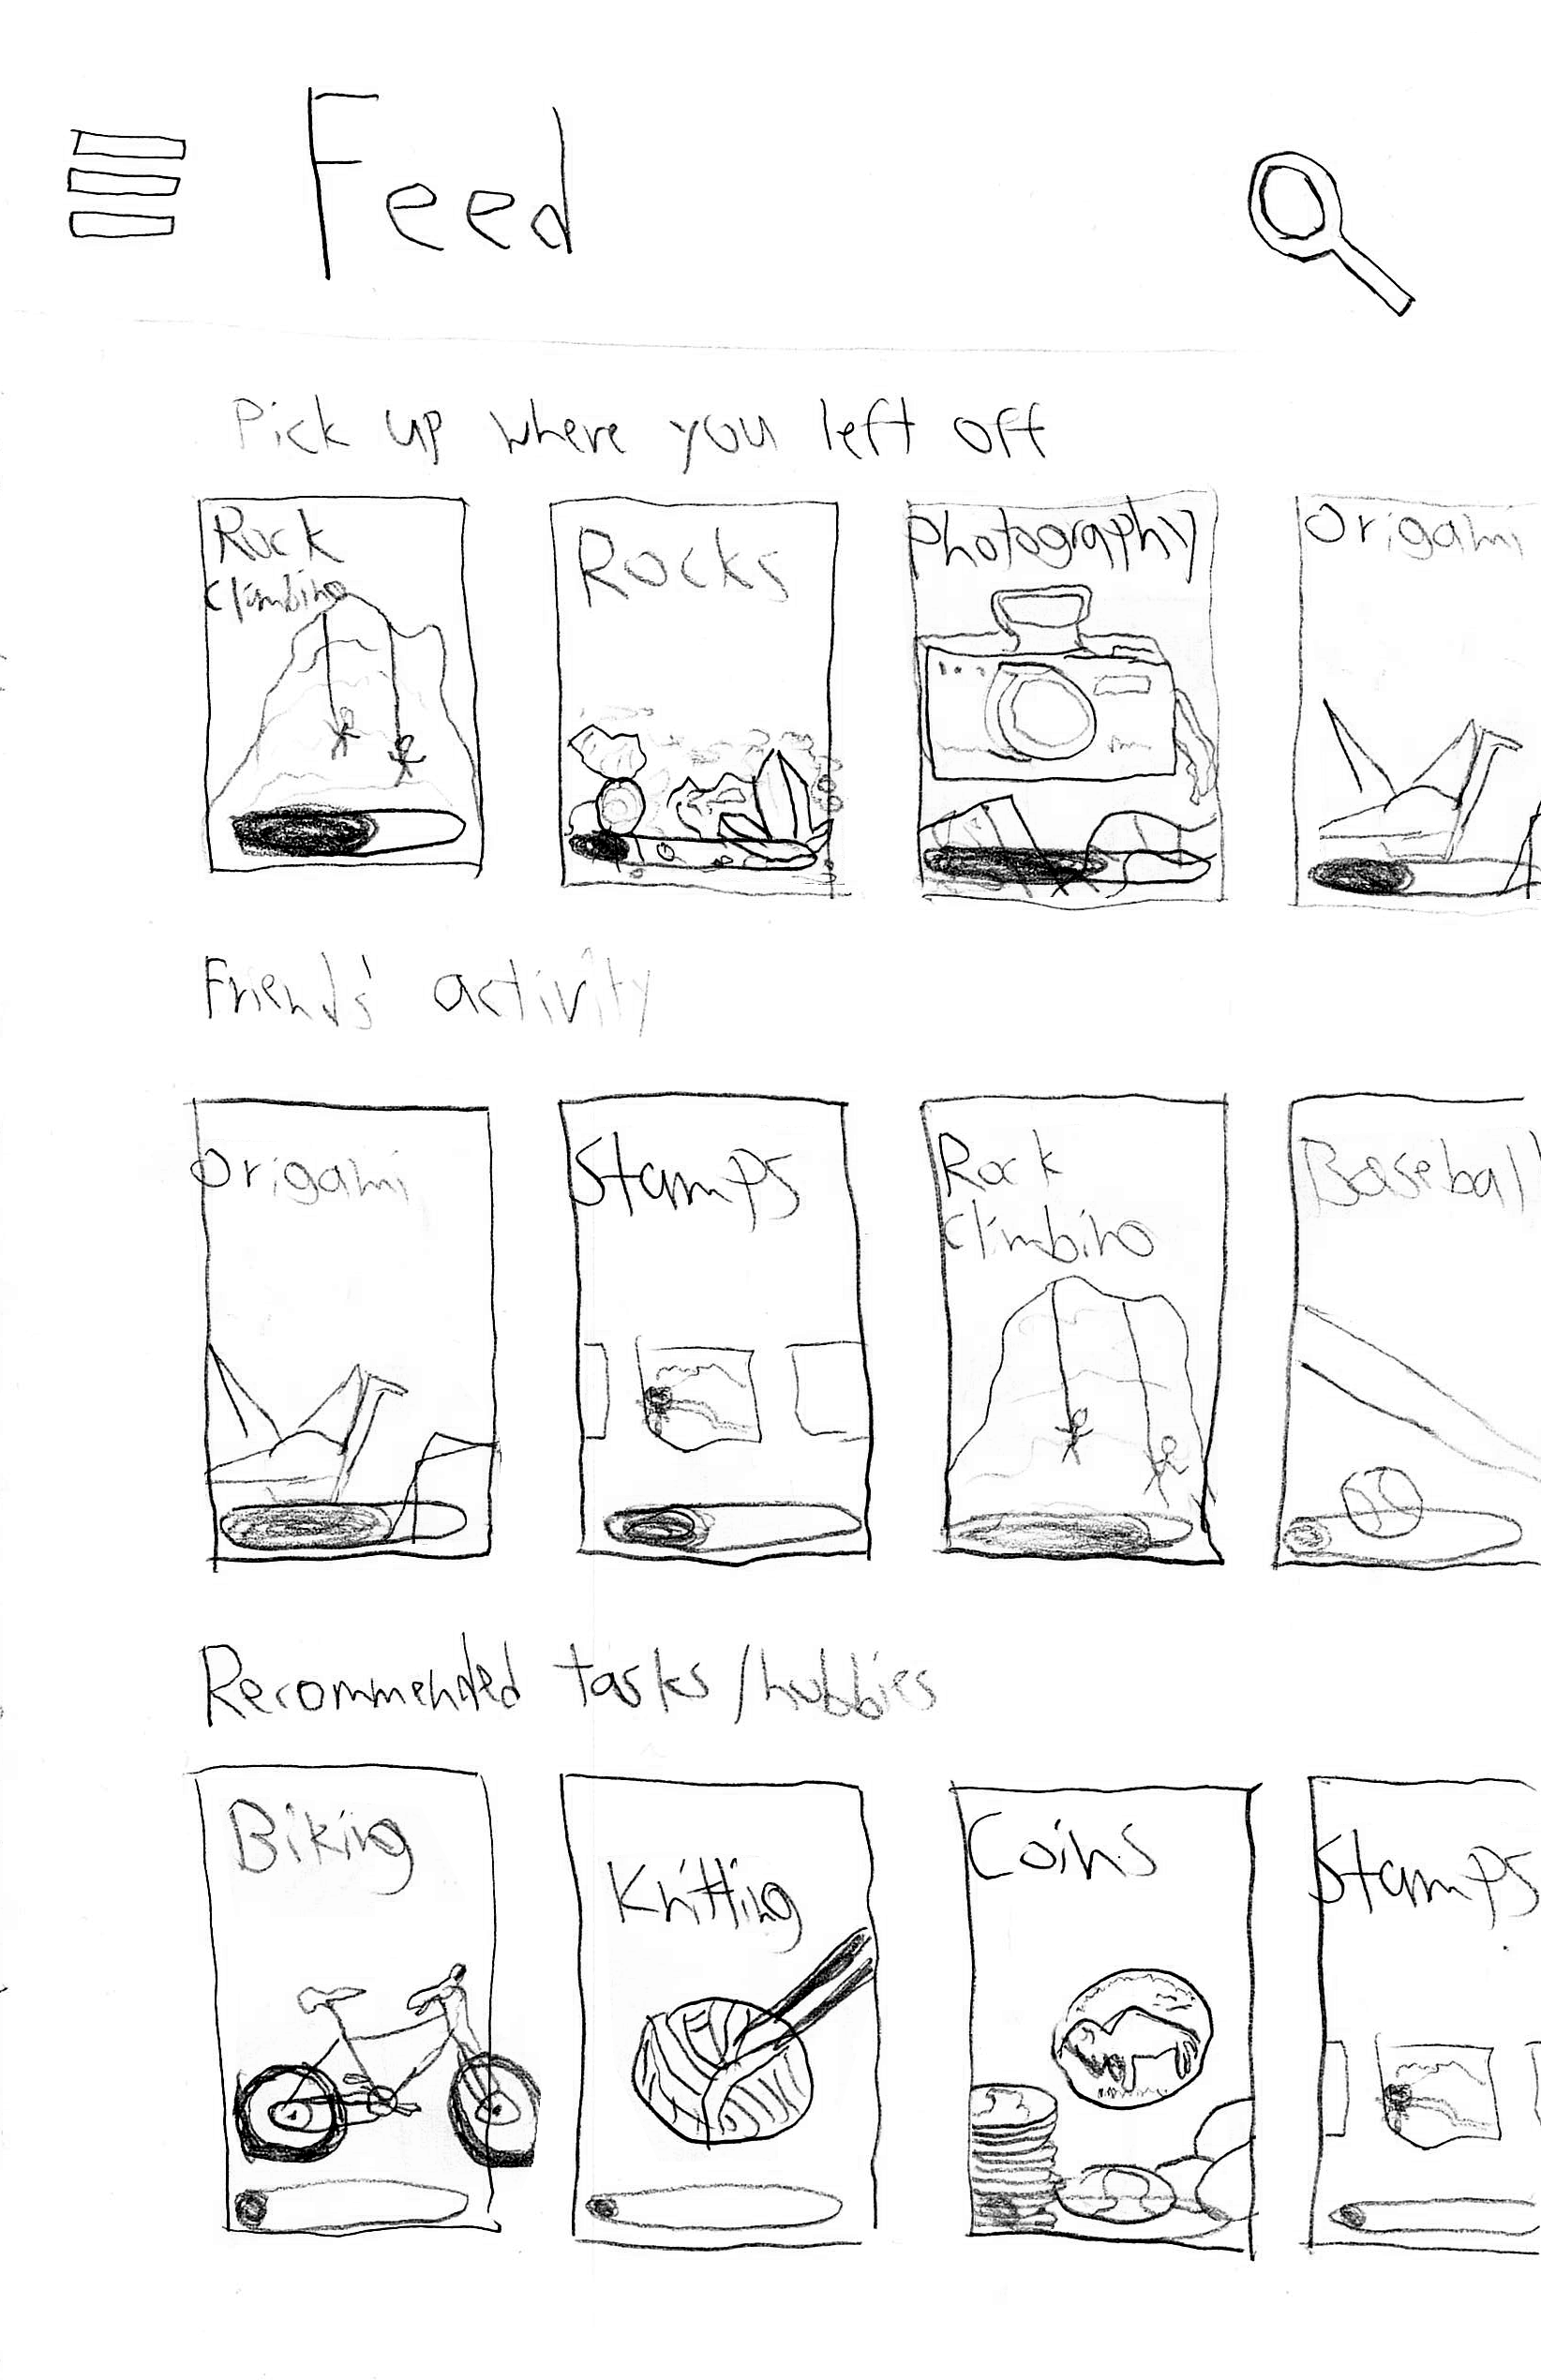 Feed
Pick up where you left off
Rock
Climbing
Rocks
Photography
Origami
Friends' activity
Origami
Stamps
Rock
Climbing
Baseball
Recommended tasks/hobbies
Biking
Knitting
Coins
Stamps